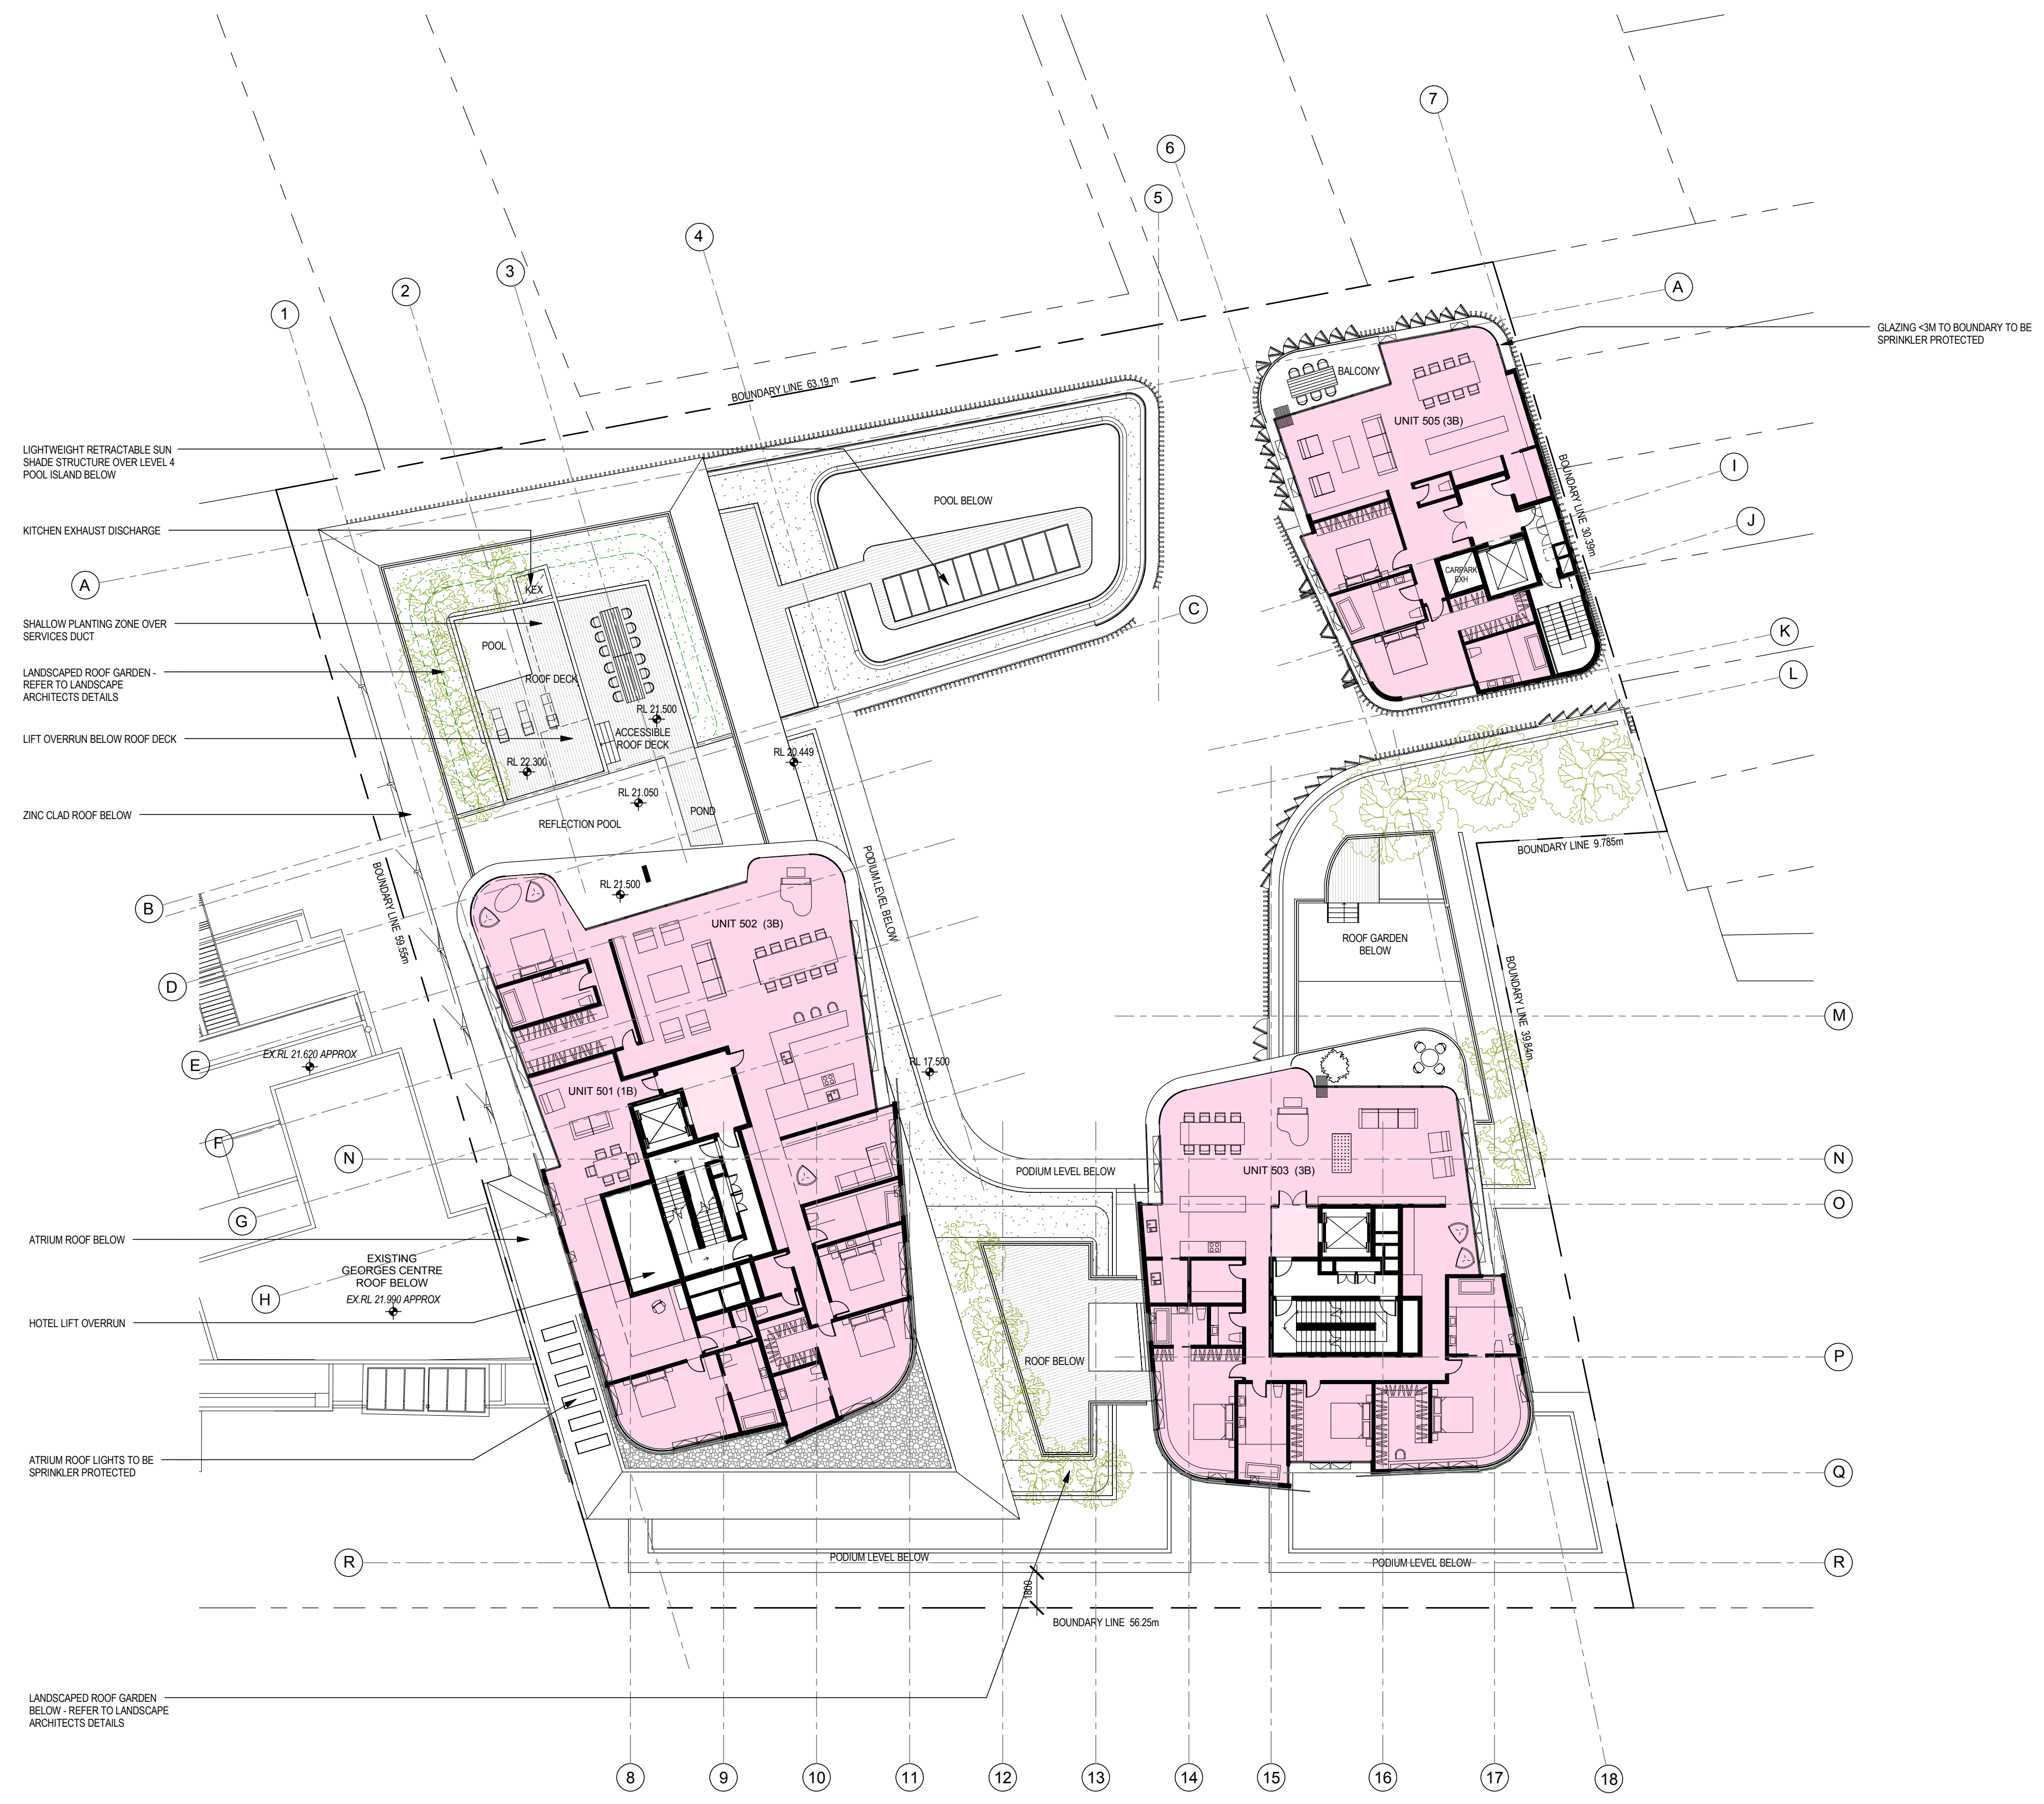 7
6
5
4
3
2
1
A
GLAZING <3M TO BOUNDARY TO BE
SPRINKLER PROTECTED
BALCONY
BOUNDARY LINE 63.19 m
UNIT 505 (3B)
LIGHTWEIGHT RETRACTABLE SUN
SHADE STRUCTURE OVER LEVEL 4
POOL ISLAND BELOW
I
BOUNDARY LINE 30.39m
POOL BELOW
J
KITCHEN EXHAUST DISCHARGE
CARPARK
EXH
A
KEX
C
SHALLOW PLANTING ZONE OVER
SERVICES DUCT
K
POOL
LANDSCAPED ROOF GARDEN -
REFER TO LANDSCAPE
ARCHITECTS DETAILS
L
ROOF DECK
RL 21.500
LIFT OVERRUN BELOW ROOF DECK
ACCESSIBLE
ROOF DECK
RL 20.449
RL 22.300
RL 21.050
POND
ZINC CLAD ROOF BELOW
REFLECTION POOL
BOUNDARY LINE 9.785m
PODIUM LEVEL BELOW
BOUNDARY LINE 59.55m
RL 21.500
B
UNIT 502 (3B)
ROOF GARDEN
BELOW
D
BOUNDARY LINE 39.84m
M
EX.RL 21.620 APPROX
E
RL 17.500
UNIT 501 (1B)
F
N
PODIUM LEVEL BELOW
UNIT 503 (3B)
N
O
G
ATRIUM ROOF BELOW
EXISTING
GEORGES CENTRE
ROOF BELOW
EX.RL 21.990 APPROX
H
HOTEL LIFT OVERRUN
ROOF BELOW
P
ATRIUM ROOF LIGHTS TO BE
SPRINKLER PROTECTED
Q
R
PODIUM LEVEL BELOW
PODIUM LEVEL BELOW
R
1800
BOUNDARY LINE 56.25m
LANDSCAPED ROOF GARDEN
BELOW - REFER TO LANDSCAPE
ARCHITECTS DETAILS
8
9
10
11
12
13
14
15
16
17
18